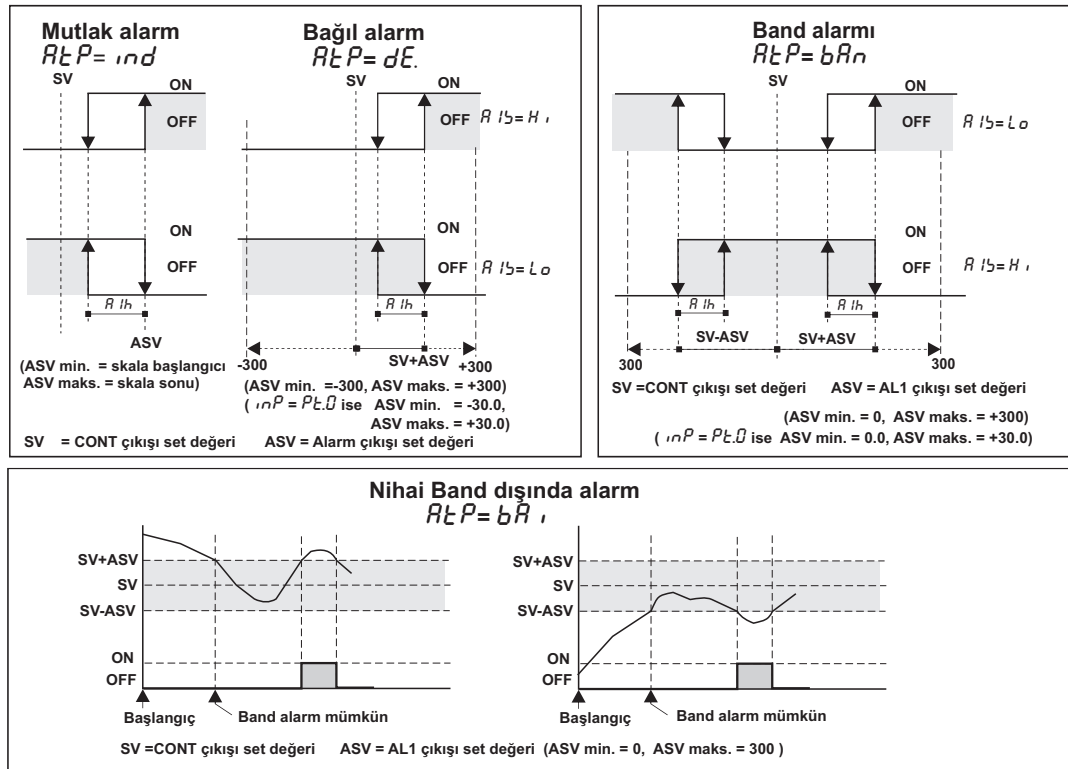 Mutlak alarm
AtP= ind
SV
ON
OFF
ON
OFF
A1h
ASV
(ASV min. = skala başlangıcı
ASV maks. = skala sonu)
Bağıl alarm
AtP= dE.
SV
ON
OFF
A1S= Hi
ON
OFF
A1S= Lo
A1h
SV+ASV
-300
+300
(ASV min. =-300, ASV maks. = +300)
( inP = Pt.0 ise ASV min. = -30.0,
ASV maks. = +30.0)
SV = CONT çıkışı set değeri ASV = Alarm çıkışı set değeri
Band alarmı
AtP= bAn
SV
ON
OFF
A1S= Lo
ON
OFF
A1S= Hi
A1h
A1h
SV-ASV
SV+ASV
300
300
SV =CONT çıkışı set değeri ASV = AL1 çıkışı set değeri
(ASV min. = 0, ASV maks. = +300)
( inP = Pt.0 ise ASV min. = 0.0, ASV maks. = +30.0)
Nihai Band dışında alarm
AtP= bAi
SV+ASV
SV
SV-ASV
ON
OFF
Başlangıç
Band alarm mümkün
SV+ASV
SV
SV-ASV
ON
OFF
Başlangıç
Band alarm mümkün
SV =CONT çıkışı set değeri ASV = AL1 çıkışı set değeri (ASV min. = 0, ASV maks. = 300 )